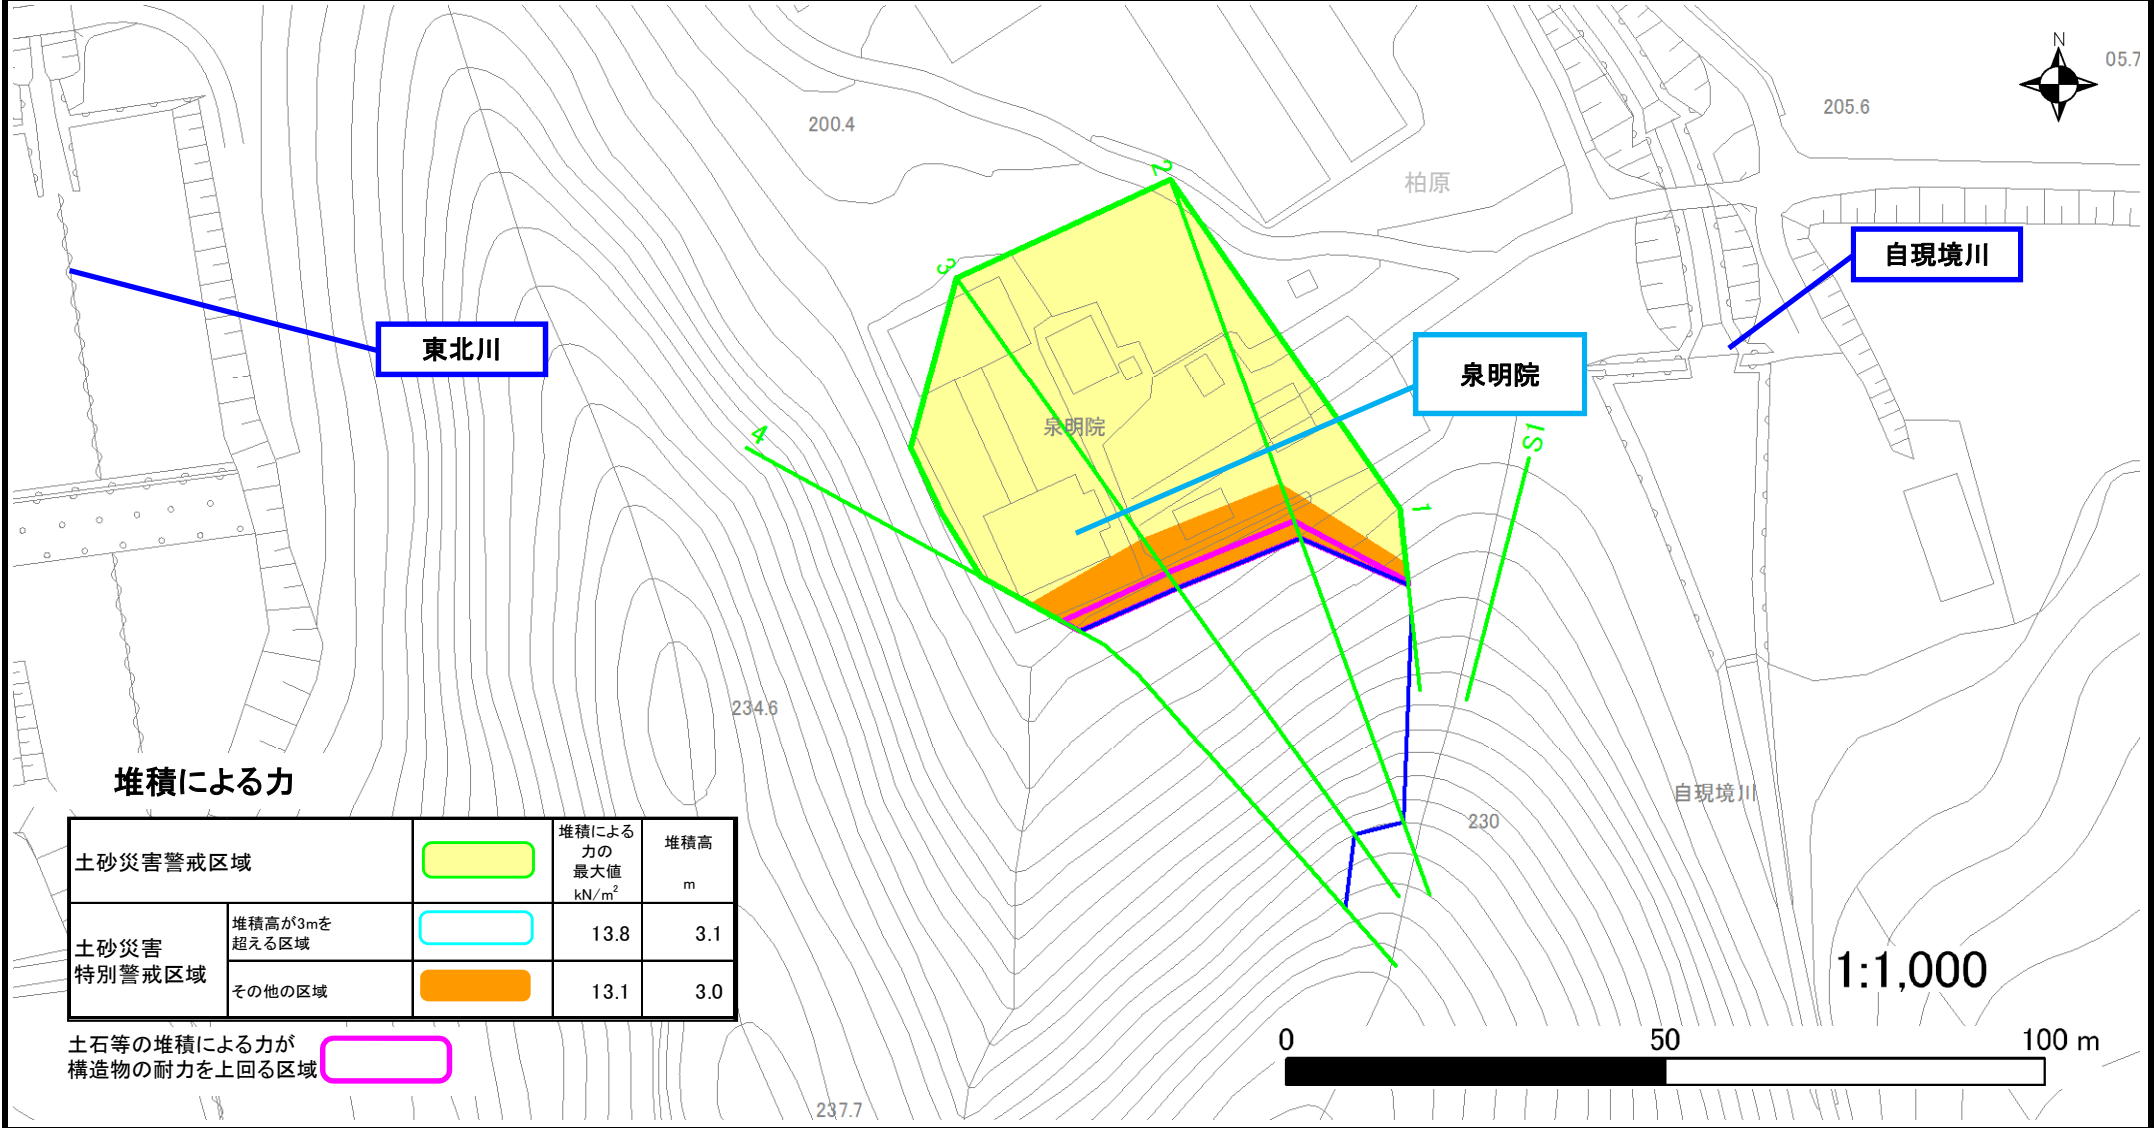 N
05.7
205.6
200.4
柏原
2
自現境川
3
東北川
泉明院
泉明院
4
S1
1
234.6
自現境川
230
堆積による力
土砂災害警戒区域
堆積による
力の
最大値
kN/m²
堆積高
m
土砂災害
特別警戒区域
堆積高が3mを
超える区域
13.8
3.1
その他の区域
13.1
3.0
土石等の堆積による力が
構造物の耐力を上回る区域
237.7
1:1,000
0
50
100 m